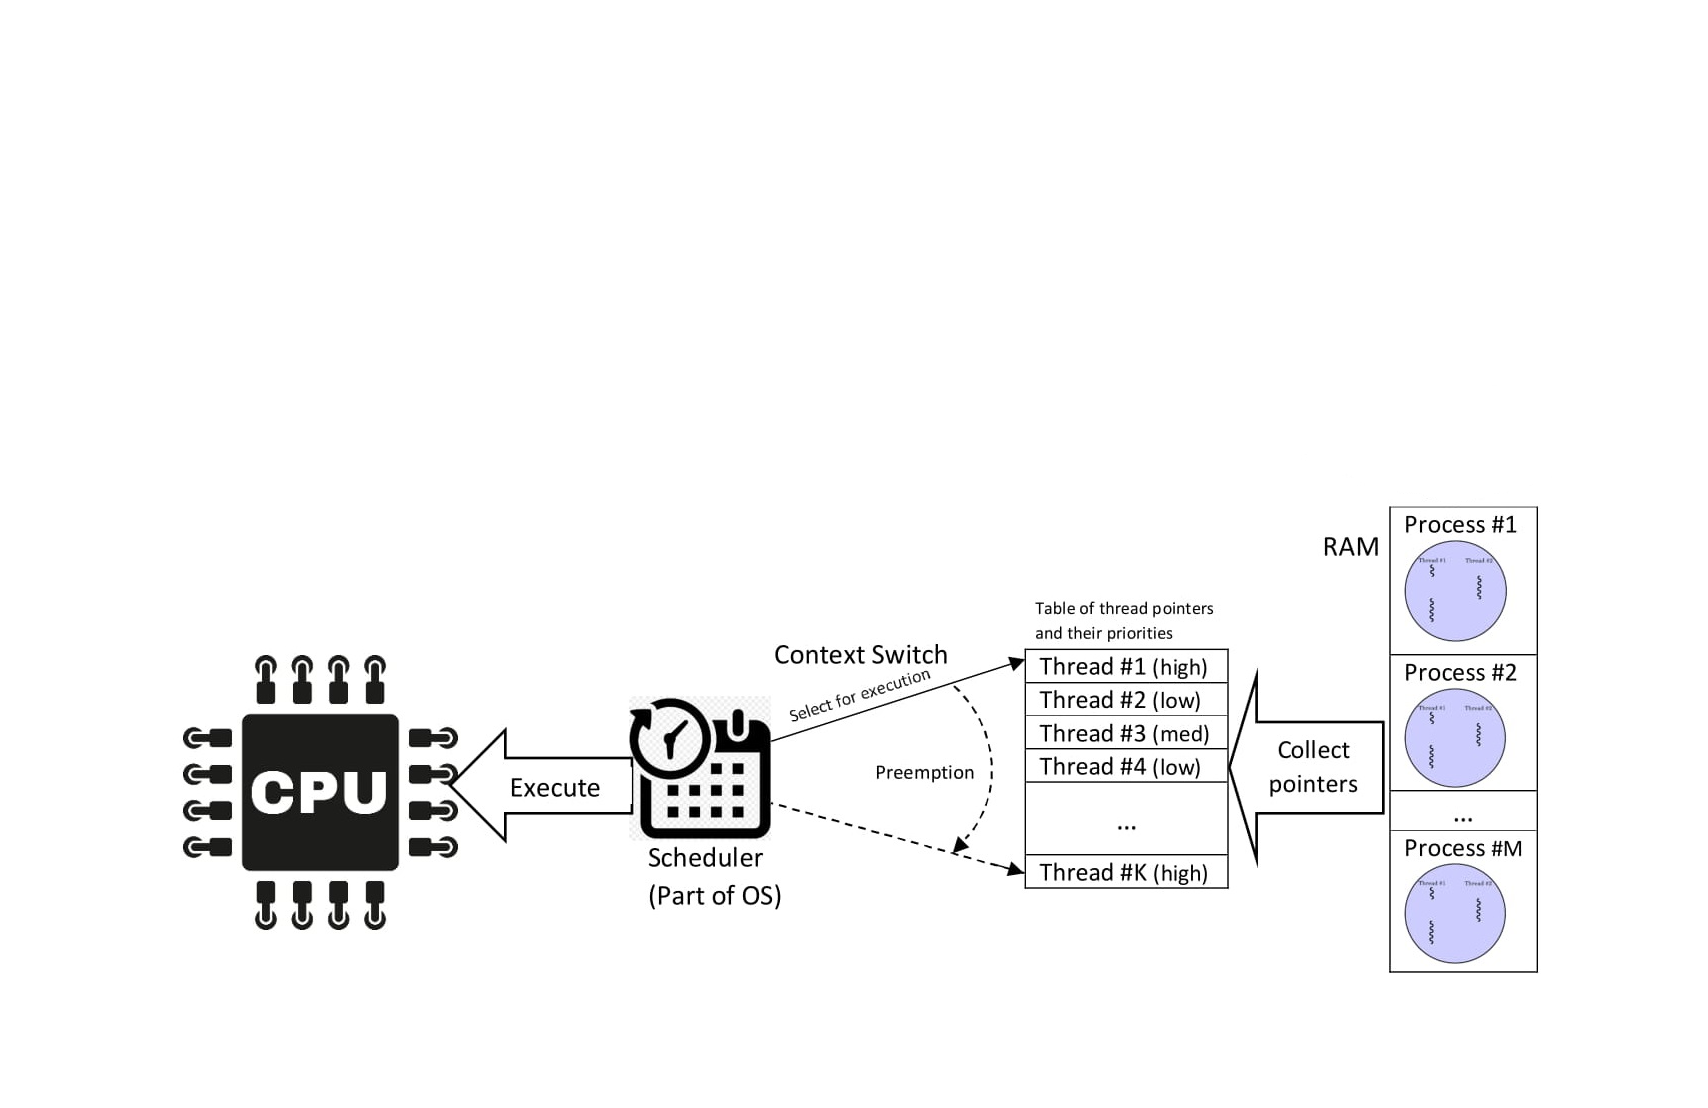 CPU
Execute
Scheduler
(Part of OS)
Context Switch
Select for execution
Preemption
Table of thread pointers
and their priorities
Thread #1 (high)
Thread #2 (low)
Thread #3 (med)
Thread #4 (low)
...
Thread #K (high)
Collect
pointers
RAM
Process #1
Thread #1 Thread #2
Process #2
Thread #1 Thread #2
...
Process #M
Thread #1 Thread #2